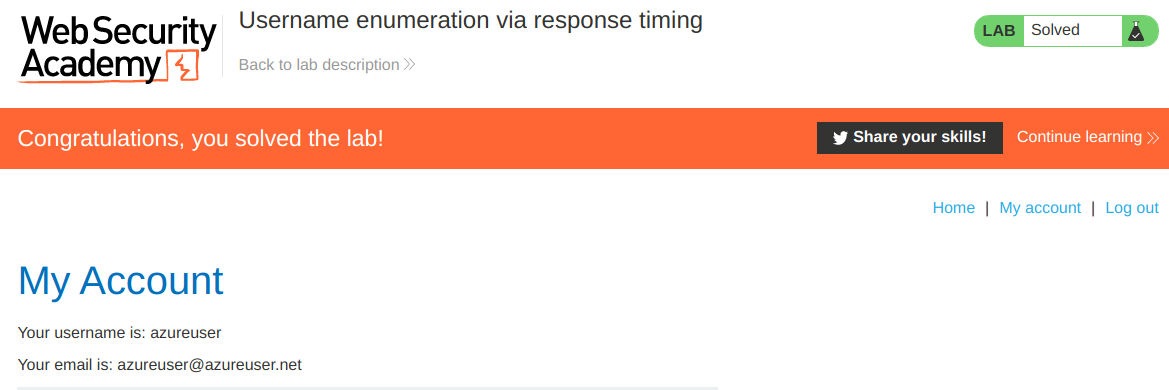 Web Security
Academy
Username enumeration via response timing
Back to lab description
LAB Solved
Congratulations, you solved the lab!
Share your skills!
Continue learning
Home | My account | Log out
My Account
Your username is: azureuser
Your email is: azureuser@azureuser.net